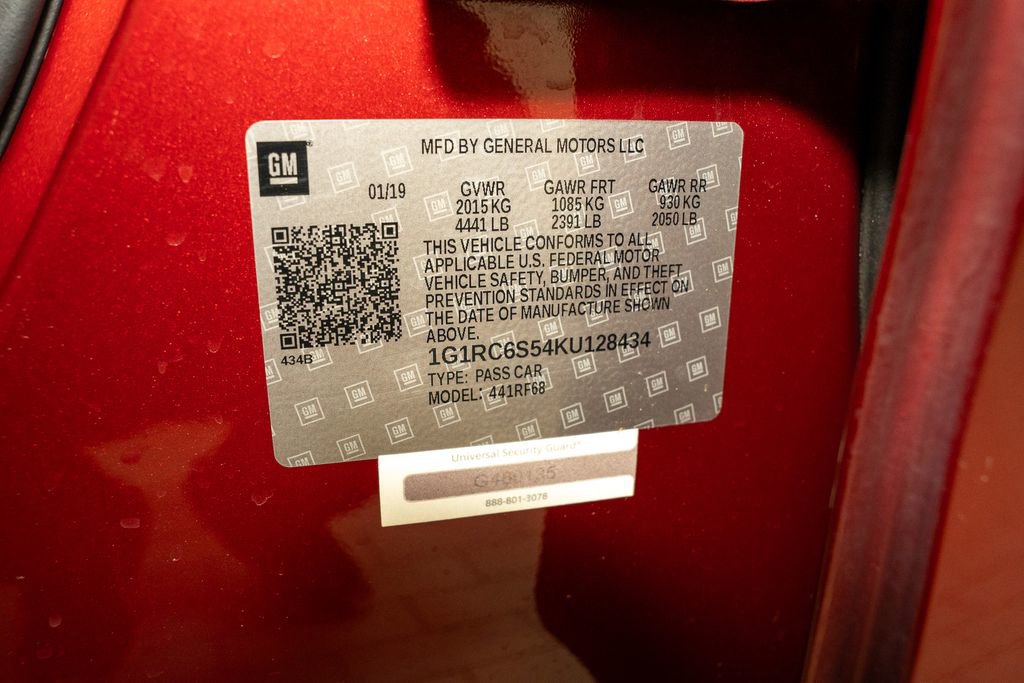 GM
MFD BY GENERAL MOTORS LLC
01/19 GVWR GAWR FRT GAWR RR
2015 KG 1085 KG 930 KG
4441 LB 2391 LB 2050 LB
THIS VEHICLE CONFORMS TO ALL
APPLICABLE U.S. FEDERAL MOTOR
VEHICLE SAFETY, BUMPER, AND THEFT
PREVENTION STANDARDS IN EFFECT ON
THE DATE OF MANUFACTURE SHOWN
ABOVE.
434B
1G1RC6S54KU128434
TYPE: PASS CAR
MODEL: 441RF68
Universal Security Guard
888-801-3078